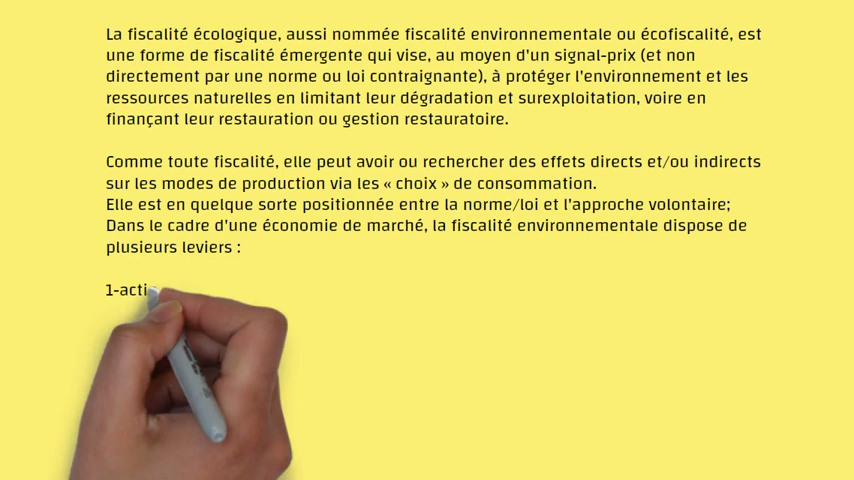 La fiscalité écologique, aussi nommée fiscalité environnementale ou écofiscalité, est
une forme de fiscalité émergente qui vise, au moyen d'un signal-prix (et non
directement par une norme ou loi contraignante), à protéger l'environnement et les
ressources naturelles en limitant leur dégradation et surexploitation, voire en
finançant leur restauration ou gestion restauratoire.
Comme toute fiscalité, elle peut avoir ou rechercher des effets directs et/ou indirects
sur les modes de production via les « choix » de consommation.
Elle est en quelque sorte positionnée entre la norme/loi et l'approche volontaire;
Dans le cadre d'une économie de marché, la fiscalité environnementale dispose de
plusieurs leviers :
1-acti